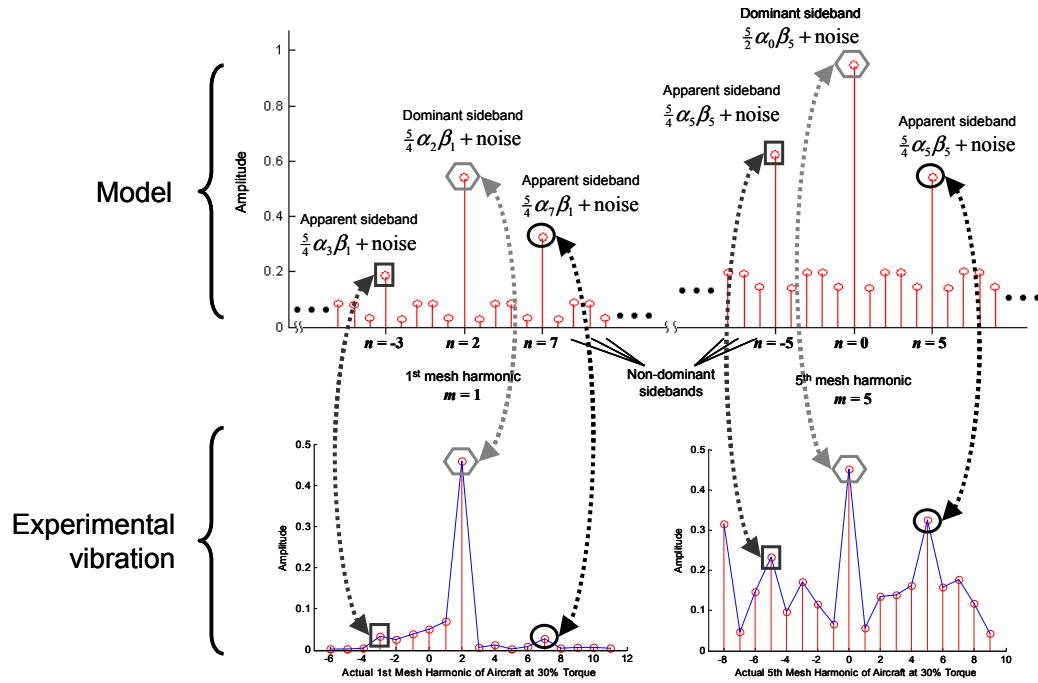 Dominant sideband
5/2 α₀β₅ + noise
Apparent sideband
5/4 α₅β₅ + noise
Apparent sideband
5/4 α₅β₅ + noise
Dominant sideband
5/4 α₂β₁ + noise
Apparent sideband
5/4 α₇β₁ + noise
Apparent sideband
5/4 α₃β₁ + noise
Model
Amplitude
1
0.8
0.6
0.4
0.2
0
n = -3
n = 2
n = 7
n = -5
n = 0
n = 5
1st mesh harmonic
m = 1
Non-dominant
sidebands
5th mesh harmonic
m = 5
Experimental
vibration
Amplitude
0.5
0.4
0.3
0.2
0.1
0
-6 -4 -2 0 2 4 6 8 10 12
Actual 1st Mesh Harmonic of Aircraft at 30% Torque
Amplitude
0.5
0.4
0.3
0.2
0.1
0
-8 -6 -4 -2 0 2 4 6 8 10
Actual 5th Mesh Harmonic of Aircraft at 30% Torque